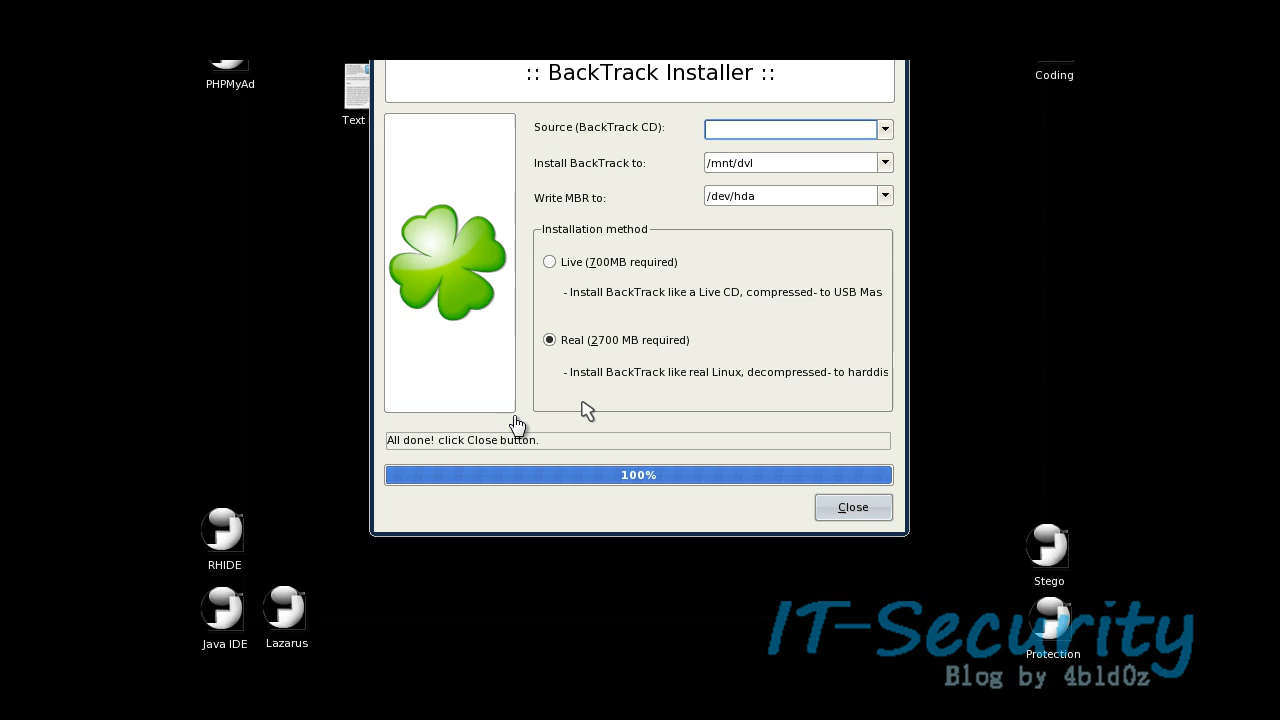 :: BackTrack Installer ::
PHPMyAd
Coding
Text
Source (BackTrack CD):
Install BackTrack to:
/mnt/dvl
Write MBR to:
/dev/hda
Installation method
Live (700MB required)
- Install BackTrack like a Live CD, compressed- to USB Mas
Real (2700 MB required)
- Install BackTrack like real Linux, decompressed- to harddis
All done! click Close button.
100%
Close
RHIDE
Stego
Java IDE
Lazarus
Protection
IT-Security
Blog by 4bld0z